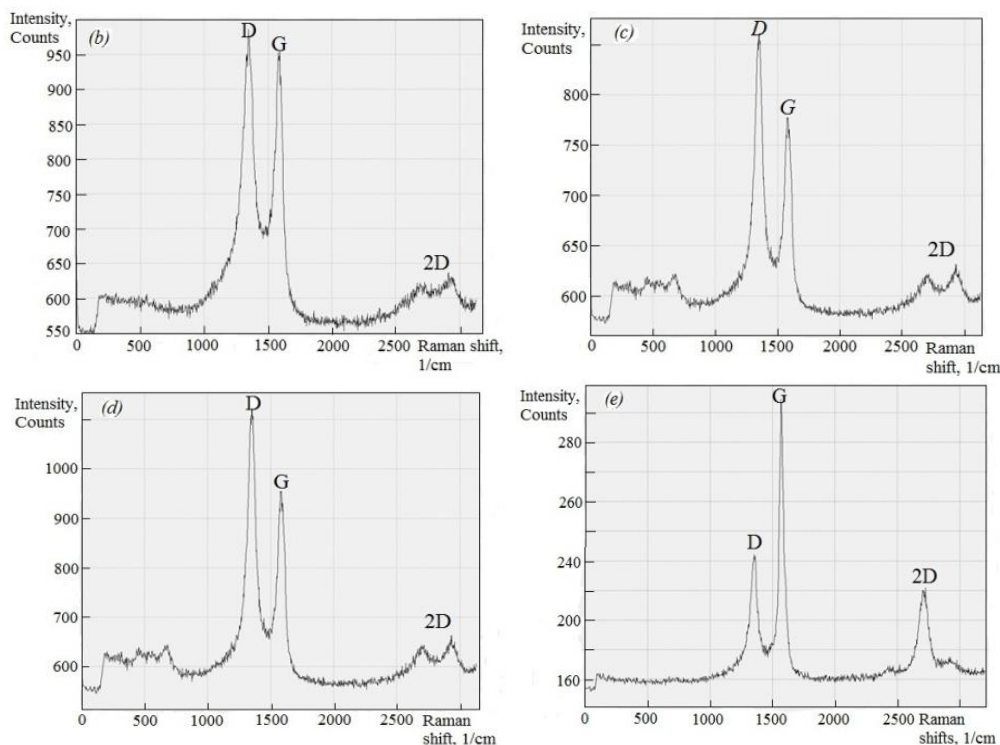 Intensity,
Counts
(b)
D
G
2D
950
900
850
800
750
700
650
600
550
0 500 1000 1500 2000 Raman shift,
1/cm
Intensity,
Counts
(c)
D
G
2D
800
750
700
650
600
0 500 1000 1500 2000 2500 Raman
shift, 1/cm
Intensity,
Counts
(d)
D
G
2D
1000
900
800
700
600
0 500 1000 1500 2000 2500 Raman
shift, 1/cm
Intensity,
Counts
(e)
G
D
2D
280
260
240
200
160
0 500 1000 1500 2000 2500 Raman
shifts, 1/cm